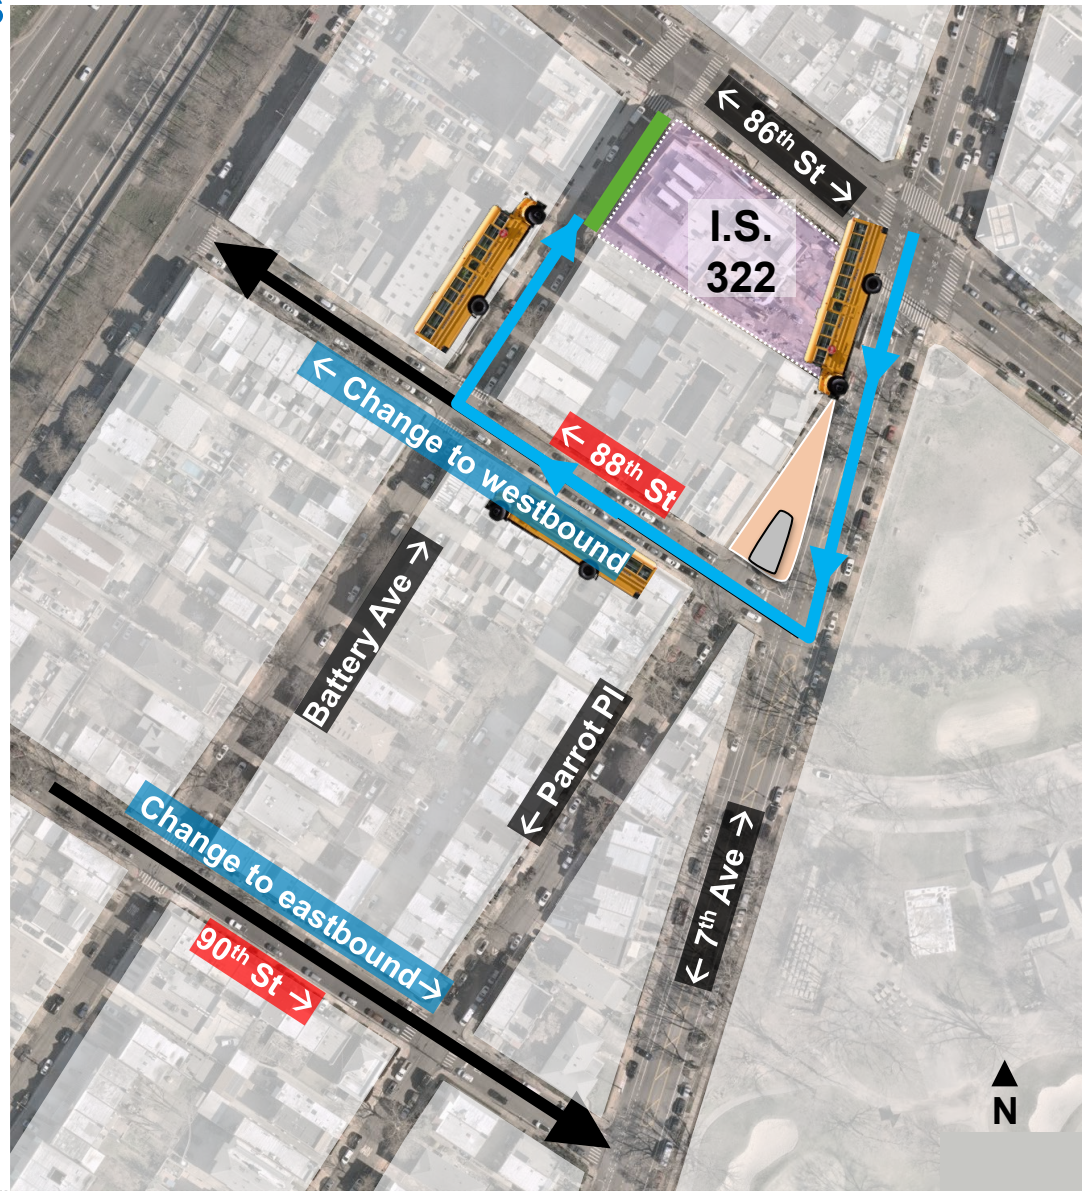 ← 86th St →
I.S.
322
← Change to westbound
← 88th St
Battery Ave →
← Parrot Pl
Change to eastbound→
90th St →
← 7th Ave →
N